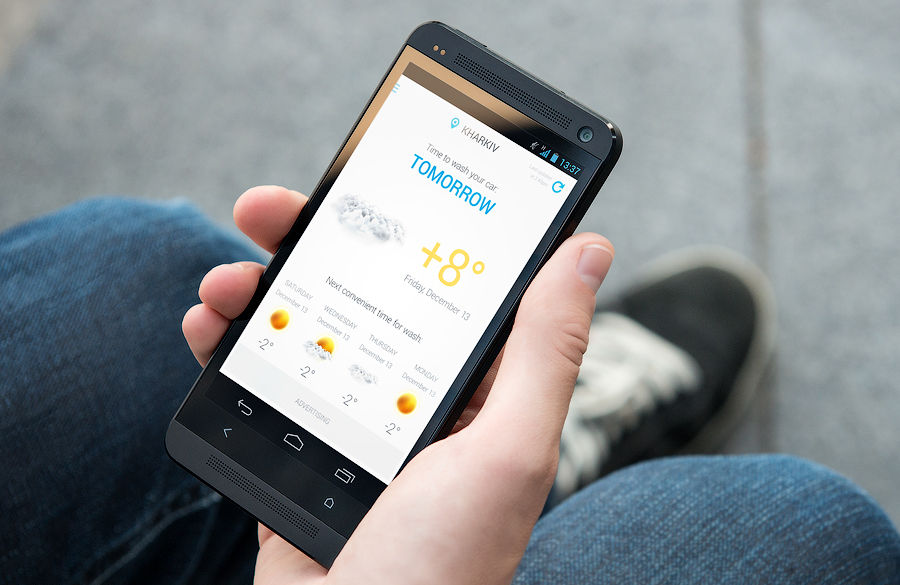 13:37
KHARKIV
Time to wash your car
TOMORROW
+8°
Friday, December 13
Next convenient time for wash:
SATURDAY
December 13
-2°
WEDNESDAY
December 13
-2°
THURSDAY
December 13
-2°
MONDAY
December 13
-2°
ADVERTISING